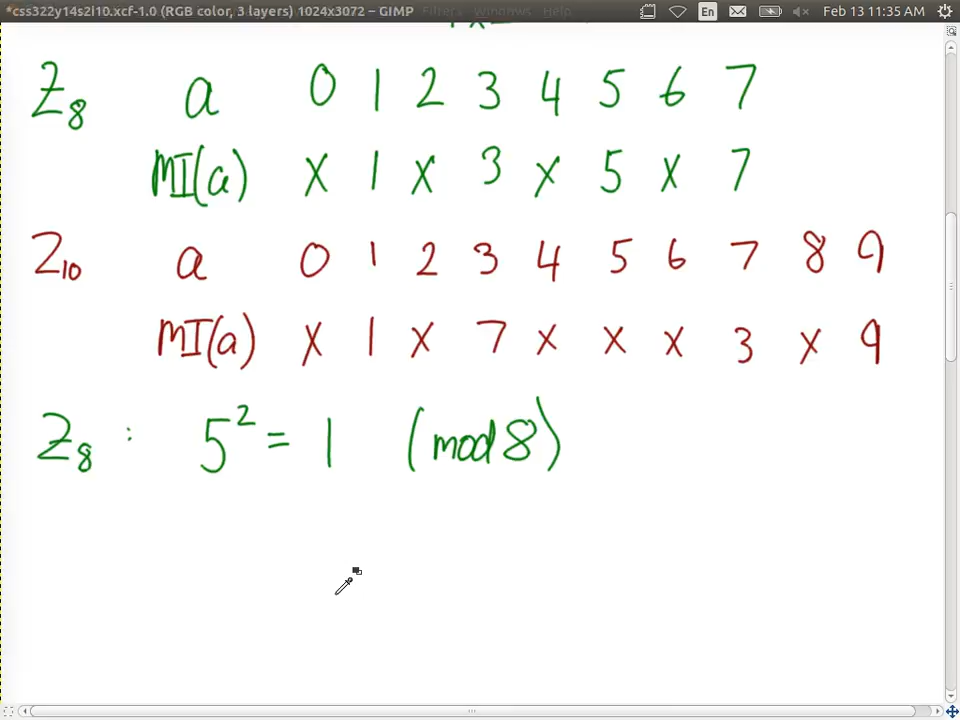 *css322y14s2l10.xcf-1.0 (RGB color, 3 layers) 1024x3072 – GIMP En Feb 13 11:35 AM
Z₈ a 0 1 2 3 4 5 6 7
MI(a) X 1 X 3 X 5 X 7
Z₁₀ a 0 1 2 3 4 5 6 7 8 9
MI(a) X 1 X 7 X X X 3 X 9
Z₈ : 5² = 1 (mod 8)